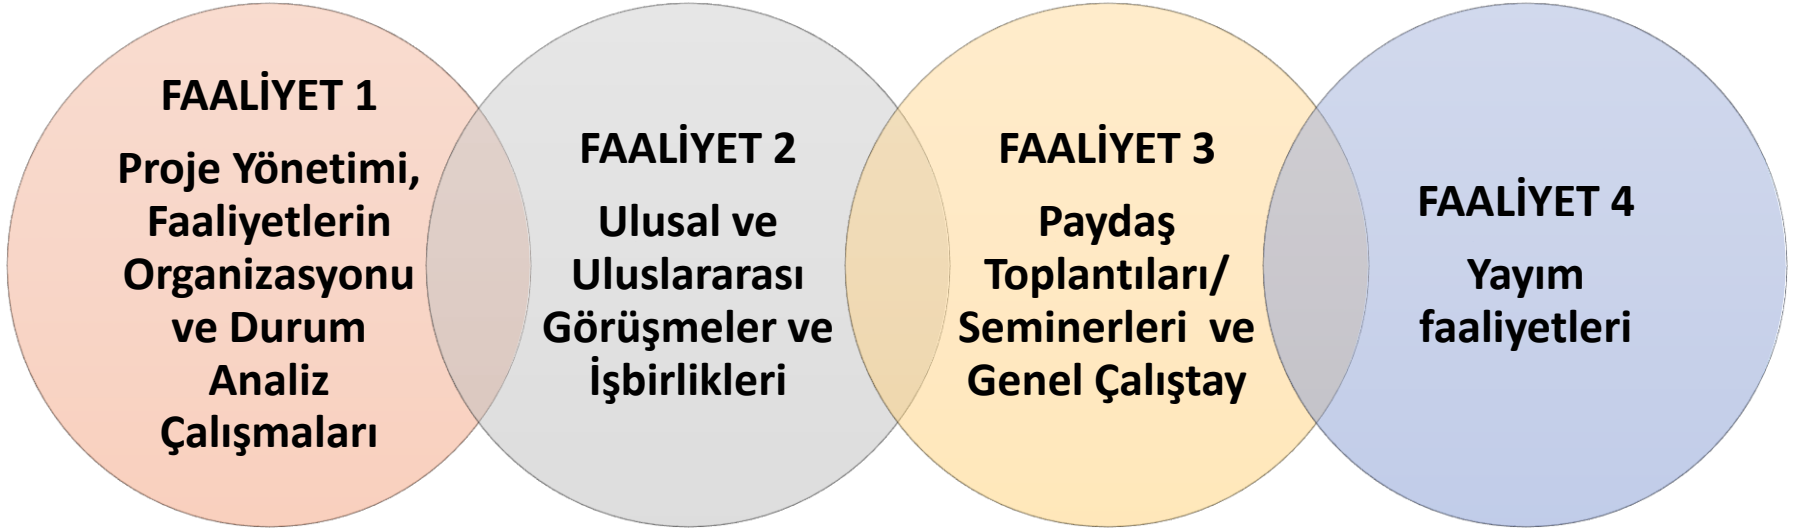 FAALİYET 1
Proje Yönetimi,
Faaliyetlerin
Organizasyonu
ve Durum
Analiz
Çalışmaları
FAALİYET 2
Ulusal ve
Uluslararası
Görüşmeler ve
İşbirlikleri
FAALİYET 3
Paydaş
Toplantıları/
Seminerleri  ve
Genel Çalıştay
FAALİYET 4
Yayım
faaliyetleri